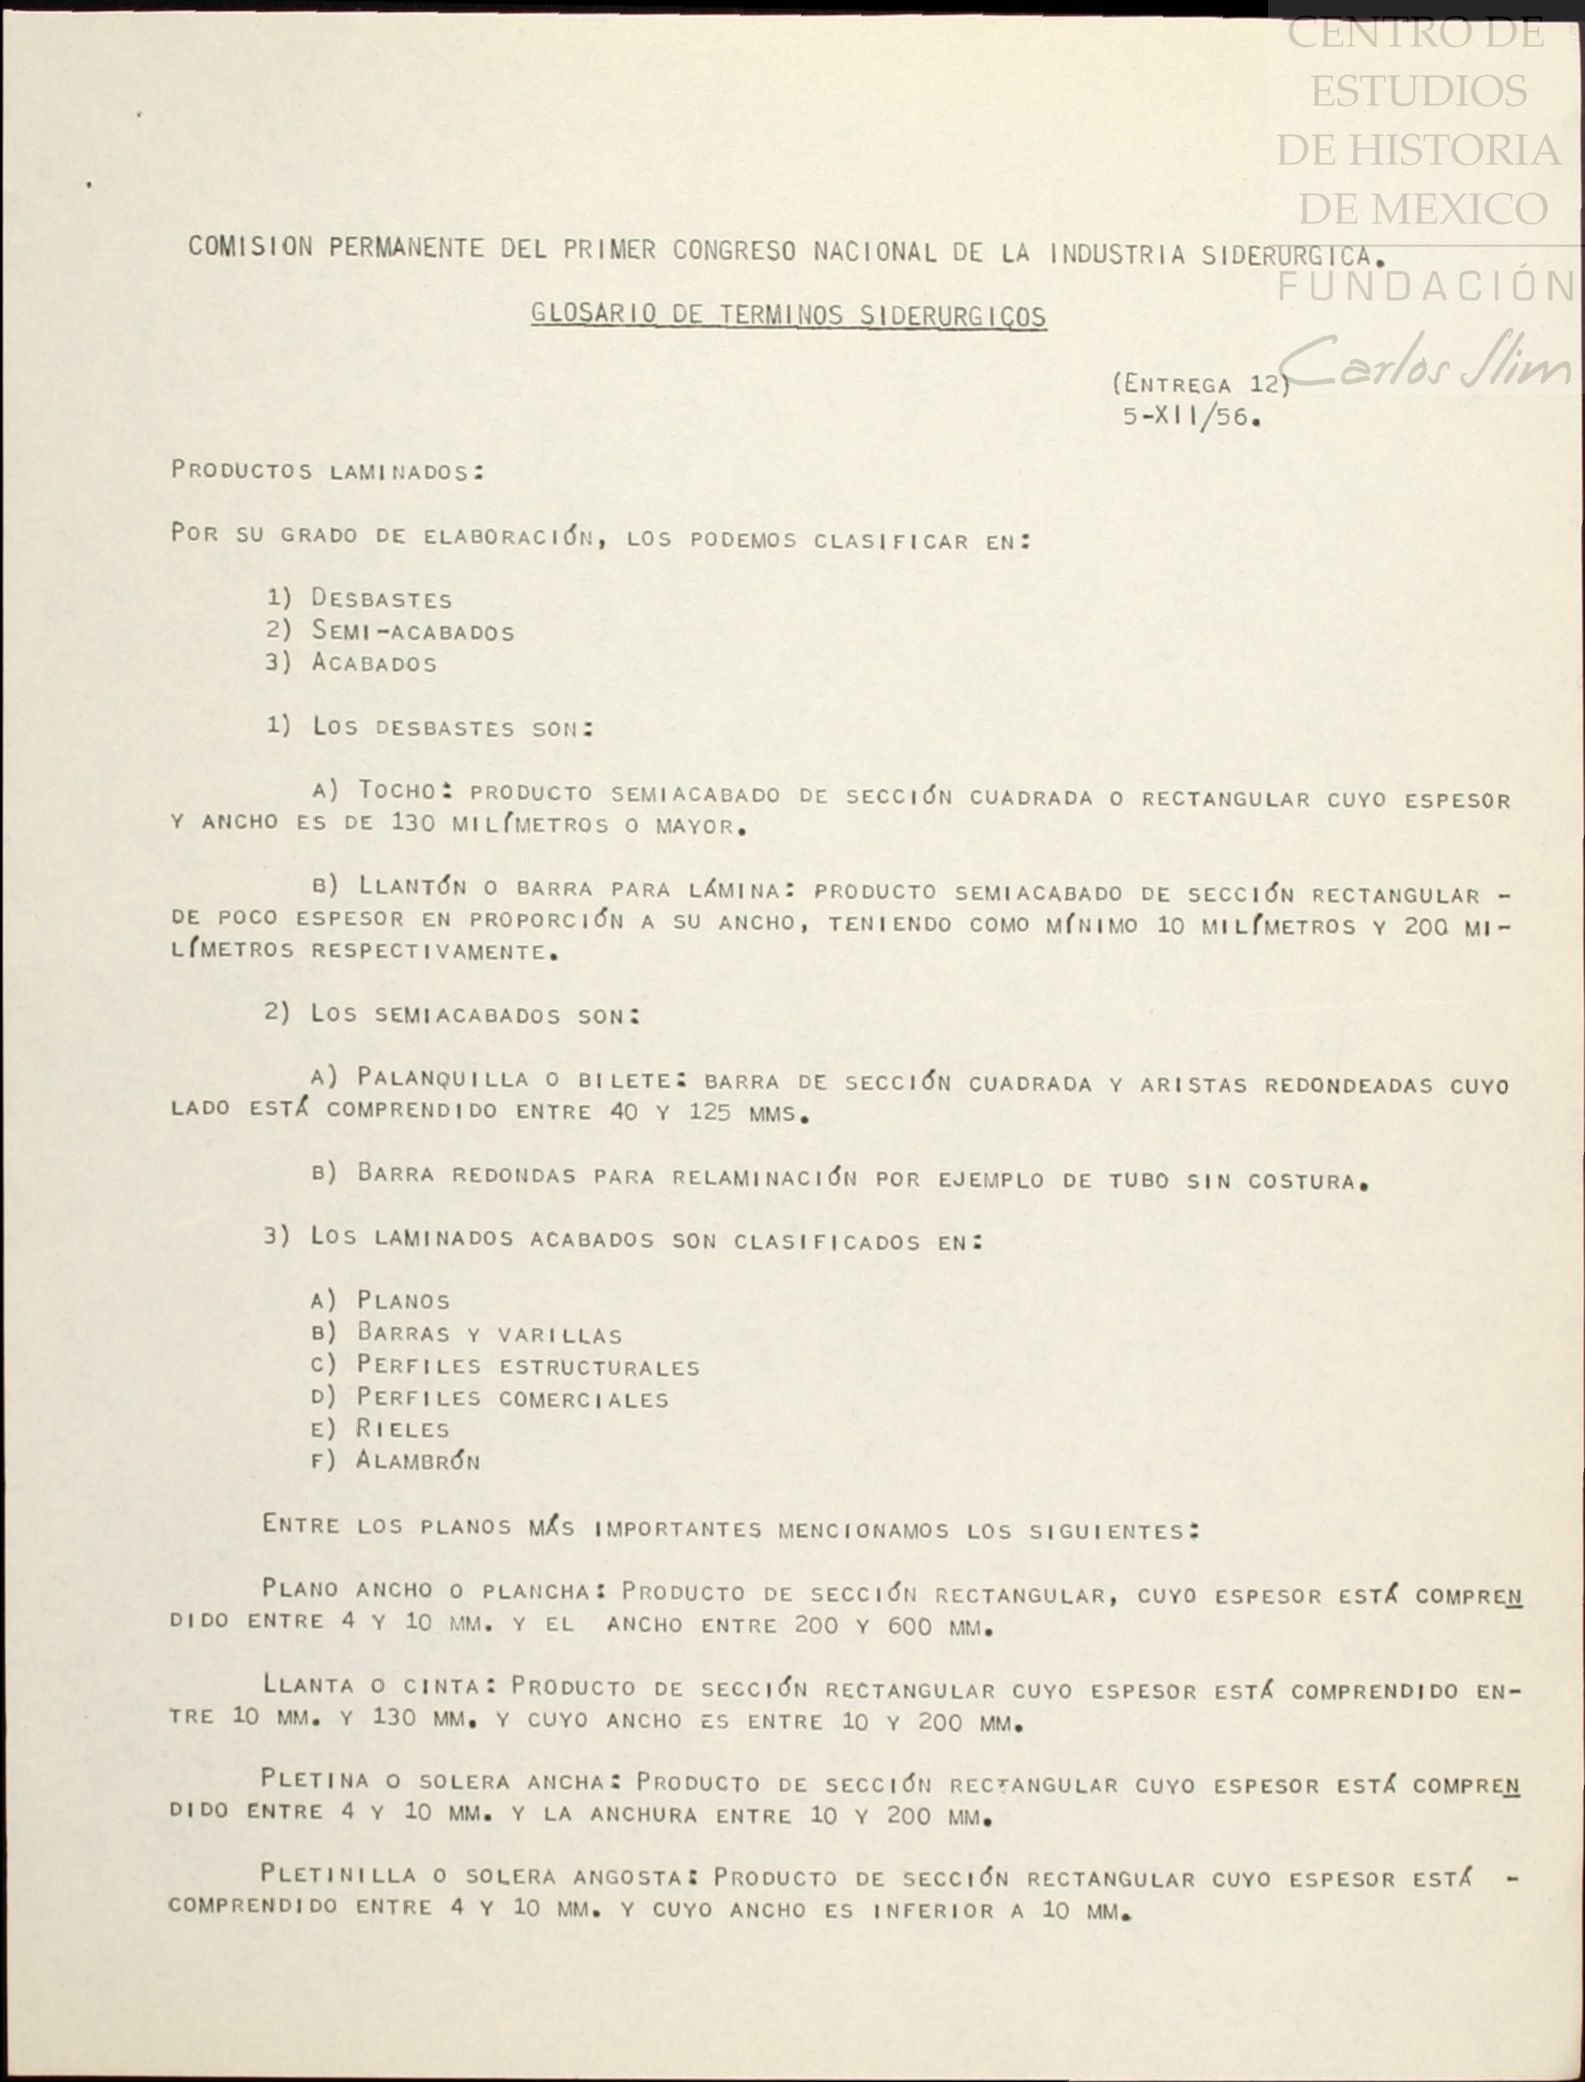 CENTRO DE
ESTUDIOS
DE HISTORIA
DE MEXICO
FUNDACIÓN
Carlos Slim
COMISION PERMANENTE DEL PRIMER CONGRESO NACIONAL DE LA INDUSTRIA SIDERURGICA.
GLOSARIO DE TERMINOS SIDERURGICOS
(ENTREGA 12)
5-XII/56.
PRODUCTOS LAMINADOS:
POR SU GRADO DE ELABORACIÓN, LOS PODEMOS CLASIFICAR EN:
1) DESBASTES
2) SEMI-ACABADOS
3) ACABADOS
1) LOS DESBASTES SON:
A) TOCHO: PRODUCTO SEMIACABADO DE SECCIÓN CUADRADA O RECTANGULAR CUYO ESPESOR
Y ANCHO ES DE 130 MILÍMETROS O MAYOR.
B) LLANTÓN O BARRA PARA LÁMINA: PRODUCTO SEMIACABADO DE SECCIÓN RECTANGULAR -
DE POCO ESPESOR EN PROPORCIÓN A SU ANCHO, TENIENDO COMO MÍNIMO 10 MILÍMETROS Y 200 MI-
LÍMETROS RESPECTIVAMENTE.
2) LOS SEMIACABADOS SON:
A) PALANQUILLA O BILETE: BARRA DE SECCIÓN CUADRADA Y ARISTAS REDONDEADAS CUYO
LADO ESTÁ COMPRENDIDO ENTRE 40 Y 125 MMS.
B) BARRA REDONDAS PARA RELAMINACIÓN POR EJEMPLO DE TUBO SIN COSTURA.
3) LOS LAMINADOS ACABADOS SON CLASIFICADOS EN:
A) PLANOS
B) BARRAS Y VARILLAS
C) PERFILES ESTRUCTURALES
D) PERFILES COMERCIALES
E) RIELES
F) ALAMBRÓN
ENTRE LOS PLANOS MÁS IMPORTANTES MENCIONAMOS LOS SIGUIENTES:
PLANO ANCHO O PLANCHA: PRODUCTO DE SECCIÓN RECTANGULAR, CUYO ESPESOR ESTÁ COMPREN
DIDO ENTRE 4 Y 10 MM. Y EL ANCHO ENTRE 200 Y 600 MM.
LLANTA O CINTA: PRODUCTO DE SECCIÓN RECTANGULAR CUYO ESPESOR ESTÁ COMPRENDIDO EN-
TRE 10 MM. Y 130 MM. Y CUYO ANCHO ES ENTRE 10 Y 200 MM.
PLETINA O SOLERA ANCHA: PRODUCTO DE SECCIÓN RECTANGULAR CUYO ESPESOR ESTÁ COMPREN
DIDO ENTRE 4 Y 10 MM. Y LA ANCHURA ENTRE 10 Y 200 MM.
PLETINILLA O SOLERA ANGOSTA: PRODUCTO DE SECCIÓN RECTANGULAR CUYO ESPESOR ESTÁ -
COMPRENDIDO ENTRE 4 Y 10 MM. Y CUYO ANCHO ES INFERIOR A 10 MM.